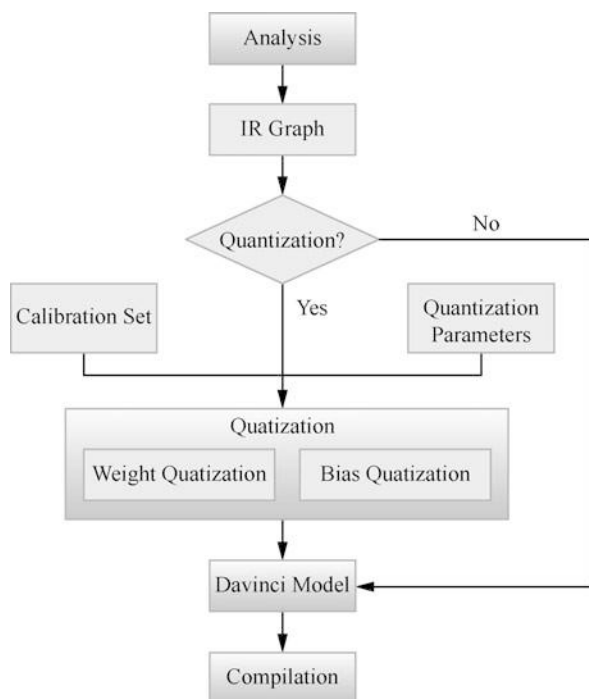 Analysis
IR Graph
Quantization?
No
Yes
Calibration Set
Quantization
Parameters
Quatization
Weight Quatization
Bias Quatization
Davinci Model
Compilation